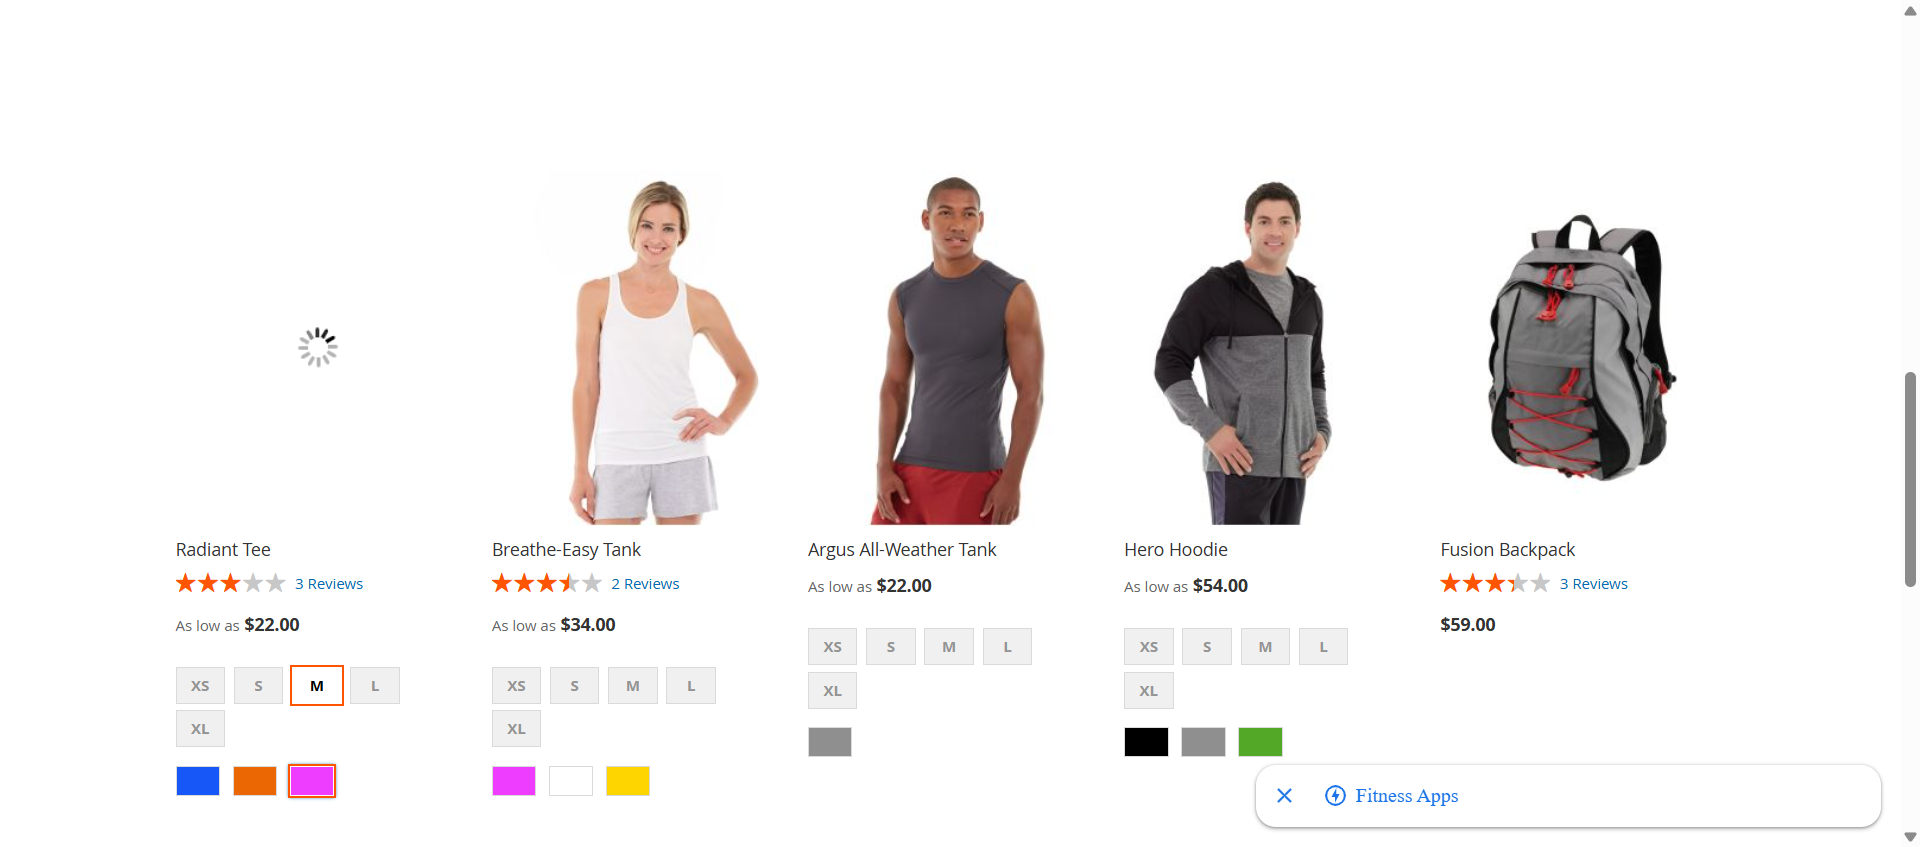 Radiant Tee
3 Reviews
As low as $22.00
XS S M L
XL
Breathe-Easy Tank
2 Reviews
As low as $34.00
XS S M L
XL
Argus All-Weather Tank
As low as $22.00
XS S M L
XL
Hero Hoodie
As low as $54.00
XS S M L
XL
Fusion Backpack
3 Reviews
$59.00
Fitness Apps